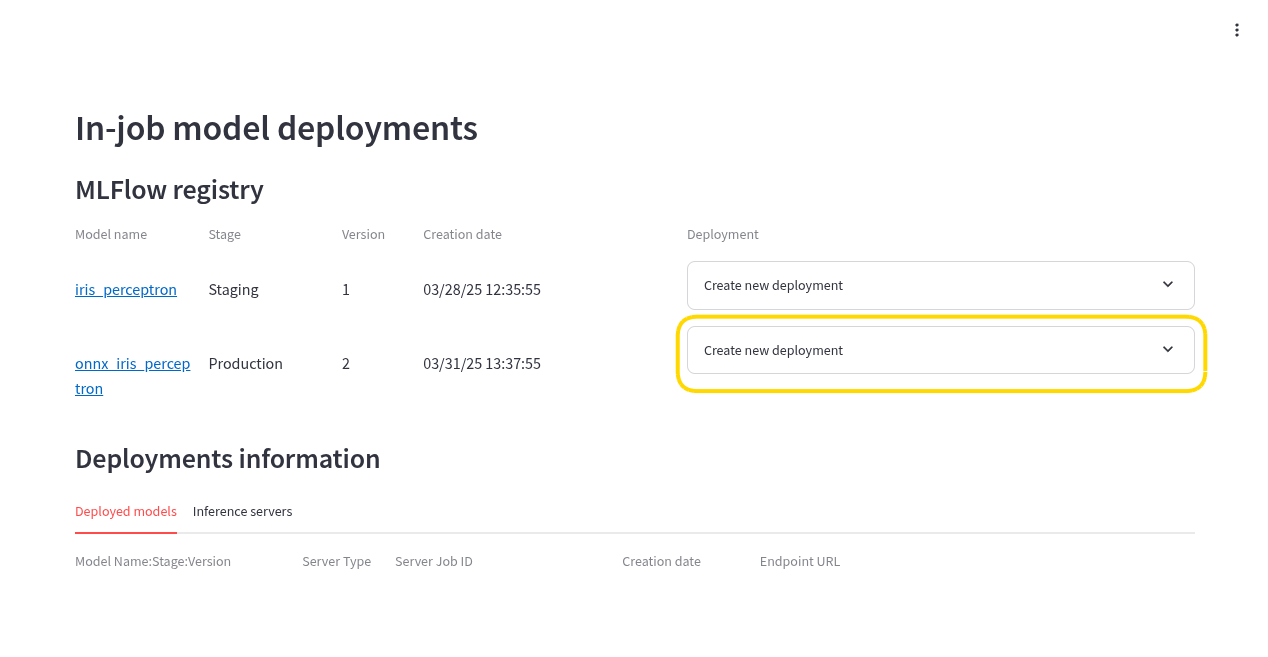 In-job model deployments
MLFlow registry
Model name Stage Version Creation date Deployment
iris_perceptron Staging 1 03/28/25 12:35:55 Create new deployment
onnx_iris_percep Production 2 03/31/25 13:37:55 Create new deployment
tron
Deployments information
Deployed models Inference servers
Model Name:Stage:Version Server Type Server Job ID Creation date Endpoint URL